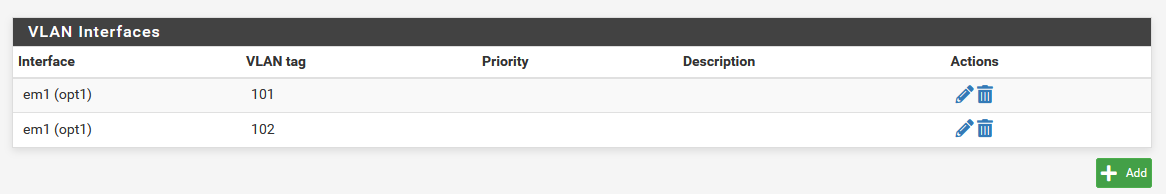 VLAN Interfaces
Interface VLAN tag Priority Description Actions
em1 (opt1) 101
em1 (opt1) 102
Add